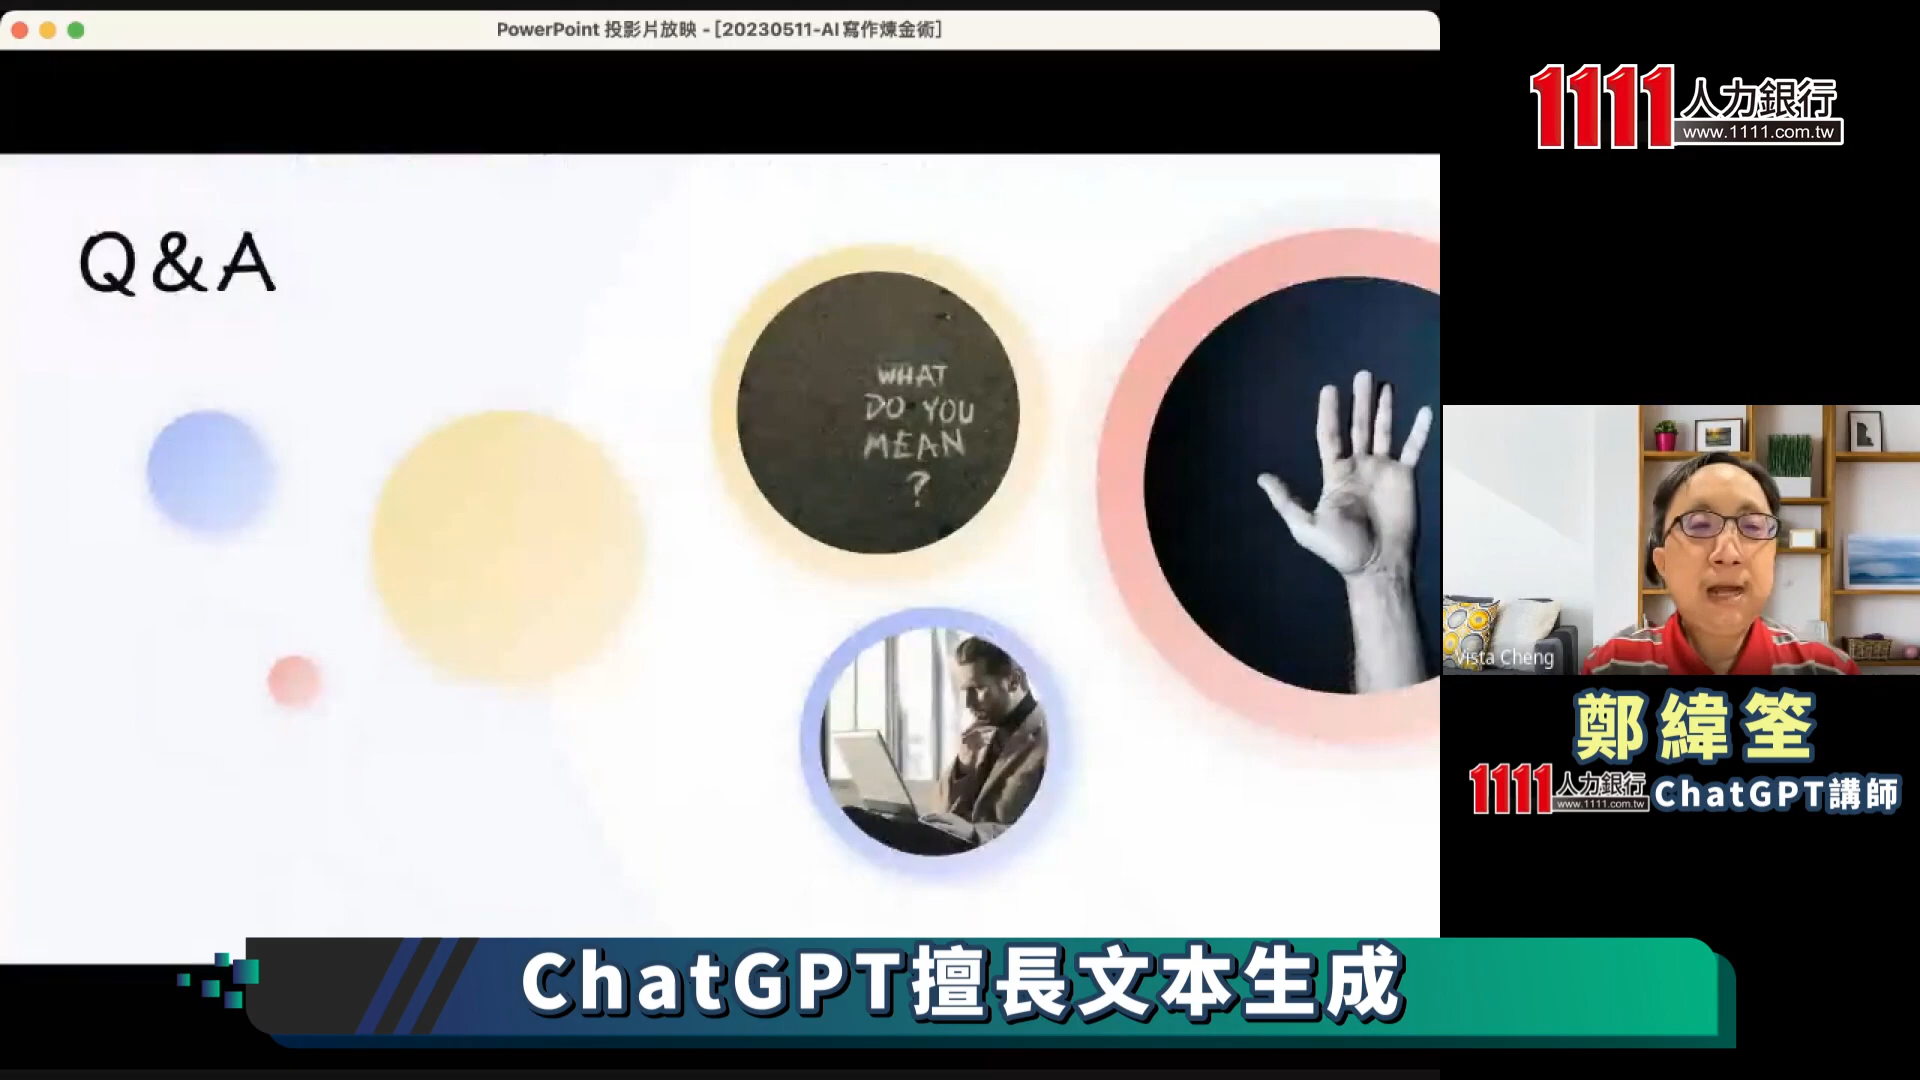 PowerPoint 投影片放映 - [20230511-AI寫作煉金術]
1111人力銀行
www.1111.com.tw
Q&A
WHAT
DO YOU
MEAN
?
Vista Cheng
鄭緯筌
1111人力銀行 ChatGPT講師
www.1111.com.tw
ChatGPT擅長文本生成